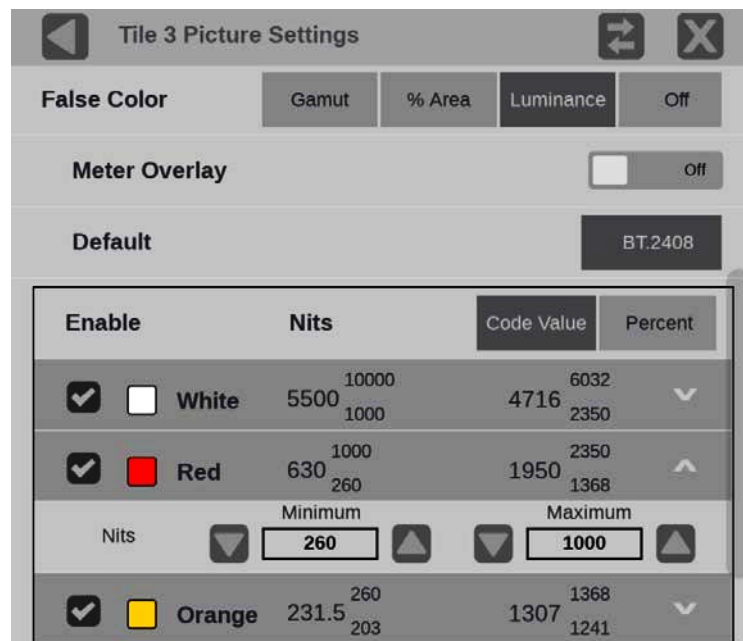 Tile 3 Picture Settings
False Color Gamut % Area Luminance Off
Meter Overlay Off
Default BT.2408
Enable Nits Code Value Percent
White 5500 10000 1000 4716 6032 2350
Red 630 1000 260 1950 2350 1368
Minimum Maximum
Nits 260 1000
Orange 231.5 260 203 1307 1368 1241